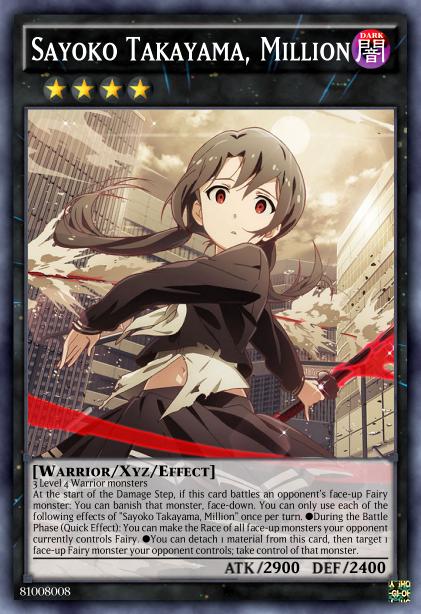 Sayoko Takayama, Million
DARK
闇
[Warrior/Xyz/Effect]
3 Level 4 Warrior monsters
At the start of the Damage Step, if this card battles an opponent's face-up Fairy
monster: You can banish that monster, face-down. You can only use each of the
following effects of "Sayoko Takayama, Million" once per turn. ●During the Battle
Phase (Quick Effect): You can make the Race of all face-up monsters your opponent
currently controls Fairy. ●You can detach 1 material from this card, then target 1
face-up Fairy monster your opponent controls; take control of that monster.
ATK/2900 DEF/2400
81008008